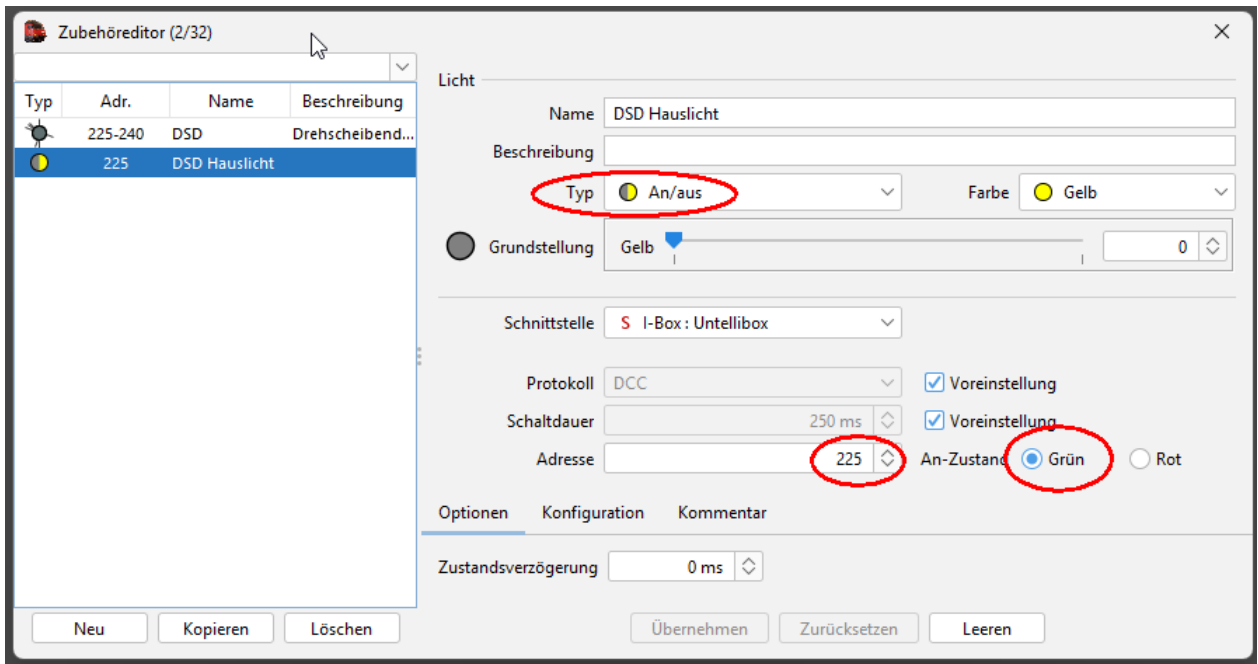 Zubehöreditor (2/32)
Typ Adr. Name Beschreibung
225-240 DSD Drehscheibend...
225 DSD Hauslicht
Licht
Name DSD Hauslicht
Beschreibung
Typ An/aus Farbe Gelb
Grundstellung Gelb 0
Schnittstelle S I-Box : Untellibox
Protokoll DCC Voreinstellung
Schaltdauer 250 ms Voreinstellung
Adresse 225 An-Zustand Grün Rot
Optionen Konfiguration Kommentar
Zustandsverzögerung 0 ms
Neu Kopieren Löschen Übernehmen Zurücksetzen Leeren